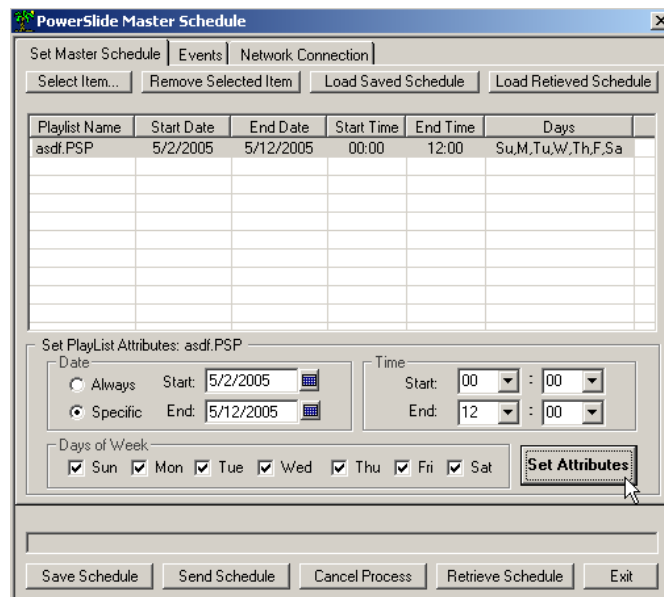 PowerSlide Master Schedule
Set Master Schedule Events Network Connection
Select Item... Remove Selected Item Load Saved Schedule Load Retieved Schedule
Playlist Name Start Date End Date Start Time End Time Days
asdf.PSP 5/2/2005 5/12/2005 00:00 12:00 Su,M,Tu,W,Th,F,Sa
Set PlayList Attributes: asdf.PSP
Date Time
Always Start: 5/2/2005 Start: 00 : 00
Specific End: 5/12/2005 End: 12 : 00
Days of Week
Sun Mon Tue Wed Thu Fri Sat Set Attributes
Save Schedule Send Schedule Cancel Process Retrieve Schedule Exit